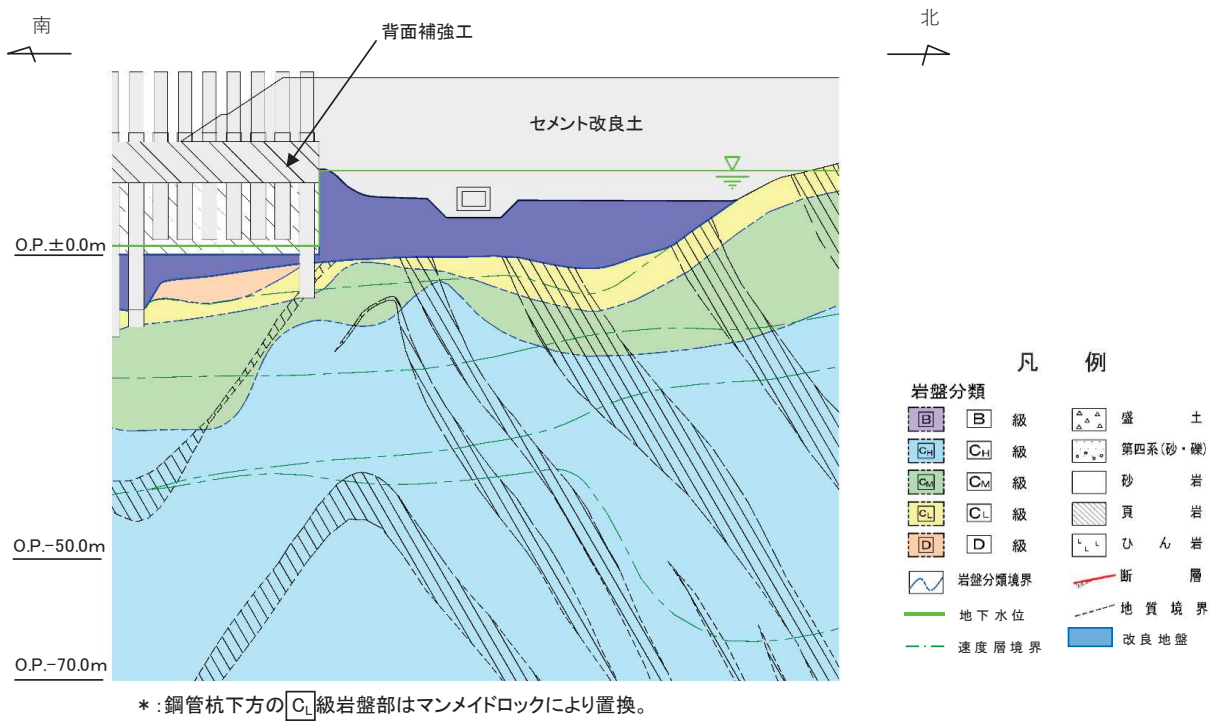 南
北
背面補強工
セメント改良土
O.P.±0.0m
O.P.-50.0m
O.P.-70.0m
*:鋼管杭下方のCL級岩盤部はマンメイドロックにより置換。
凡 例
岩盤分類
B B 級
CH CH 級
CM CM 級
CL CL 級
D D 級
岩盤分類境界
地下水位
速度層境界
盛 土
第四系(砂・礫)
砂 岩
頁 岩
ひ ん 岩
断 層
地 質 境 界
改 良 地 盤